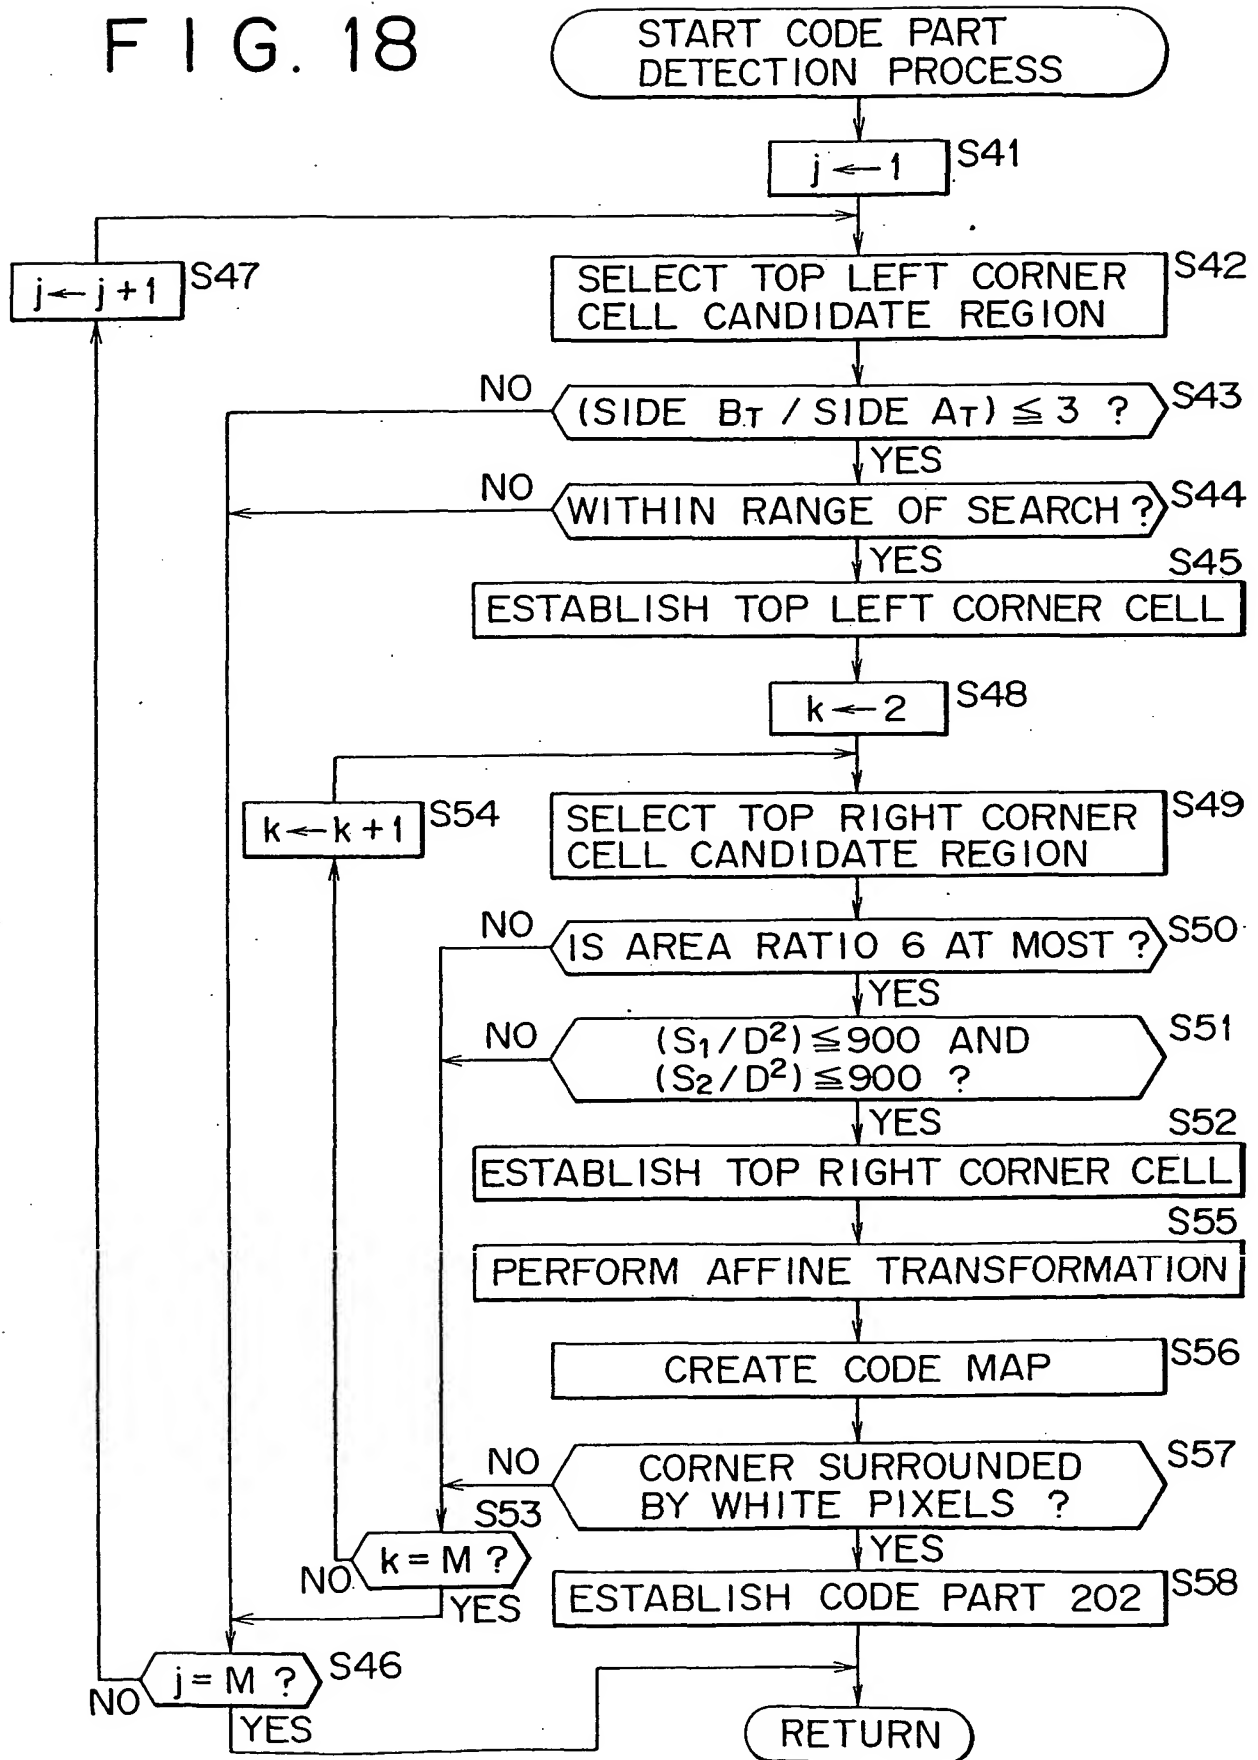 FIG. 18
START CODE PART
DETECTION PROCESS
j ← 1
S41
j ← j + 1
S47
SELECT TOP LEFT CORNER
CELL CANDIDATE REGION
S42
NO
(SIDE BT / SIDE AT) ≦ 3 ?
S43
YES
NO
WITHIN RANGE OF SEARCH ?
S44
YES
S45
ESTABLISH TOP LEFT CORNER CELL
k ← 2
S48
k ← k + 1
S54
SELECT TOP RIGHT CORNER
CELL CANDIDATE REGION
S49
NO
IS AREA RATIO 6 AT MOST ?
S50
YES
NO
(S1 / D²) ≦ 900 AND
(S2 / D²) ≦ 900 ?
S51
YES
S52
ESTABLISH TOP RIGHT CORNER CELL
S55
PERFORM AFFINE TRANSFORMATION
CREATE CODE MAP
S56
NO
CORNER SURROUNDED
BY WHITE PIXELS ?
S57
YES
S53
k = M ?
NO
YES
ESTABLISH CODE PART 202
S58
j = M ?
S46
NO
YES
RETURN